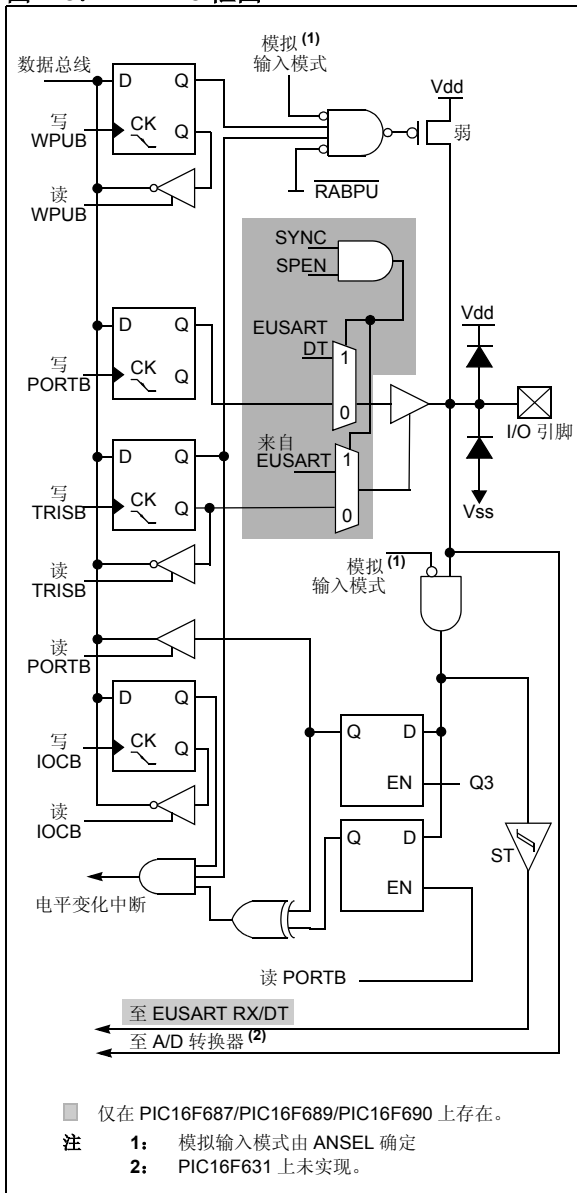 模拟 (1)
输入模式
数据总线
D
Q
Vdd
写
WPUB
CK
Q
弱
读
WPUB
RABPU
SYNC
SPEN
D
Q
EUSART
DT
1
Vdd
写
PORTB
CK
Q
0
I/O 引脚
来自
EUSART
D
Q
1
写
TRISB
CK
Q
0
Vss
读
TRISB
模拟 (1)
输入模式
读
PORTB
D
Q
Q
D
写
IOCB
CK
Q
EN
Q3
读
IOCB
Q
D
ST
EN
电平变化中断
读 PORTB
至 EUSART RX/DT
至 A/D 转换器 (2)
仅在 PIC16F687/PIC16F689/PIC16F690 上存在。
注 1： 模拟输入模式由 ANSEL 确定
2： PIC16F631 上未实现。